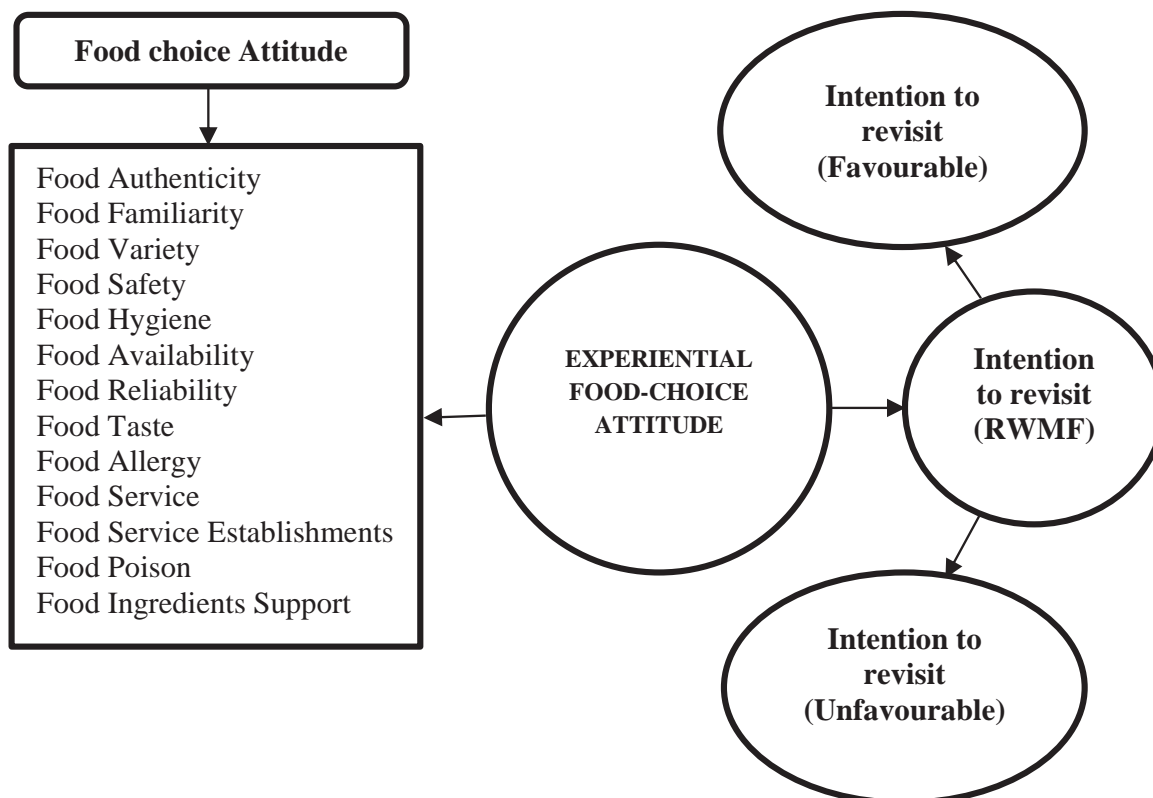 Food choice Attitude
Food Authenticity
Food Familiarity
Food Variety
Food Safety
Food Hygiene
Food Availability
Food Reliability
Food Taste
Food Allergy
Food Service
Food Service Establishments
Food Poison
Food Ingredients Support
EXPERIENTIAL
FOOD-CHOICE
ATTITUDE
Intention to
revisit
(Favourable)
Intention
to revisit
(RWMF)
Intention to
revisit
(Unfavourable)